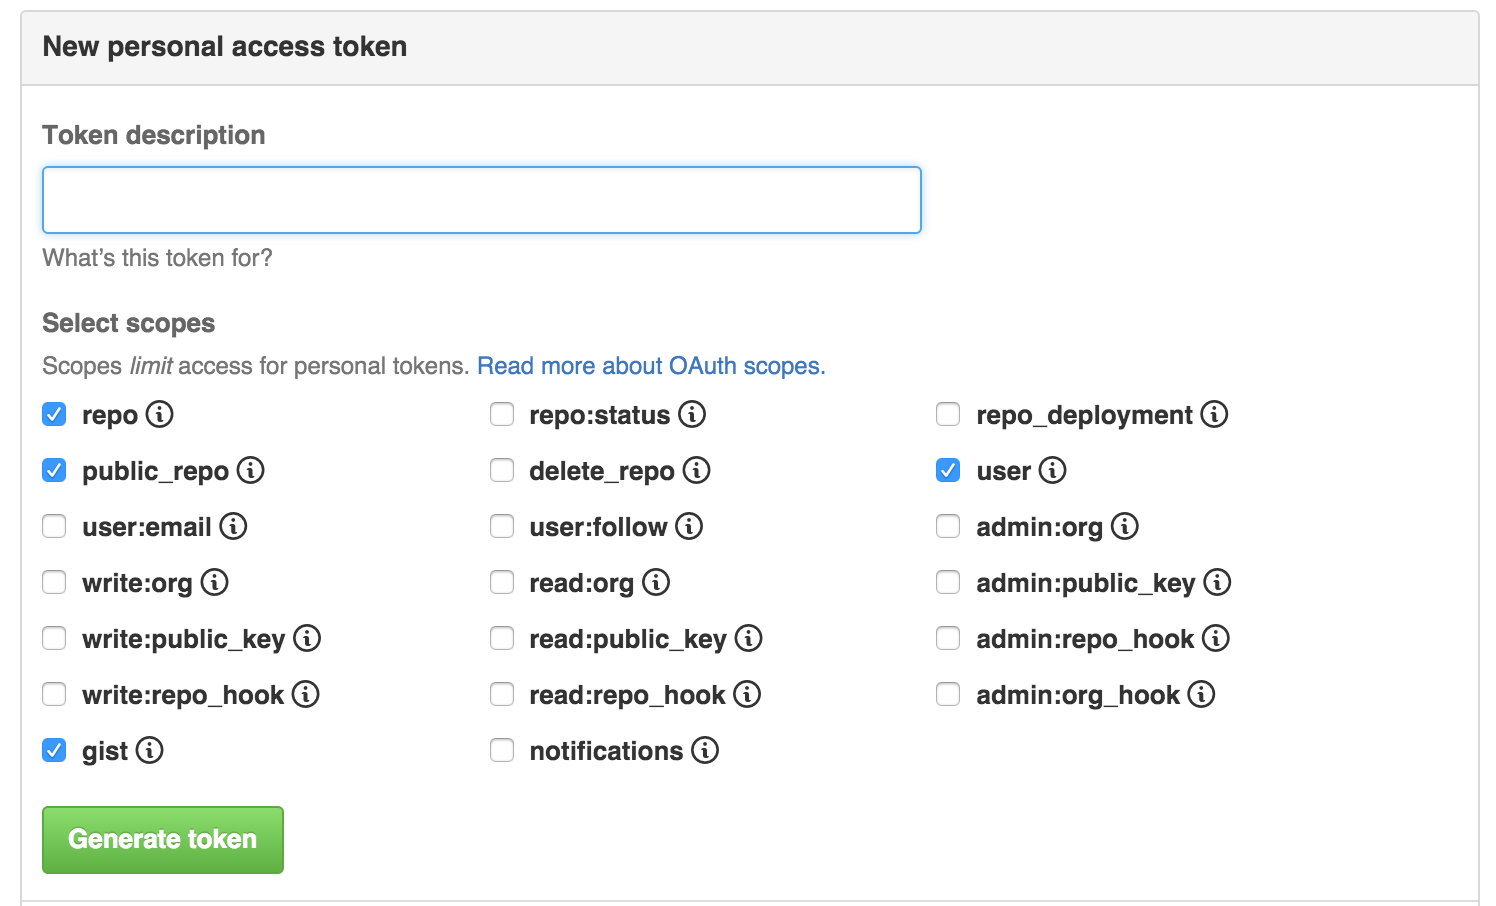 New personal access token
Token description
What's this token for?
Select scopes
Scopes limit access for personal tokens. Read more about OAuth scopes.
repo repo:status repo_deployment
public_repo delete_repo user
user:email user:follow admin:org
write:org read:org admin:public_key
write:public_key read:public_key admin:repo_hook
write:repo_hook read:repo_hook admin:org_hook
gist notifications
Generate token